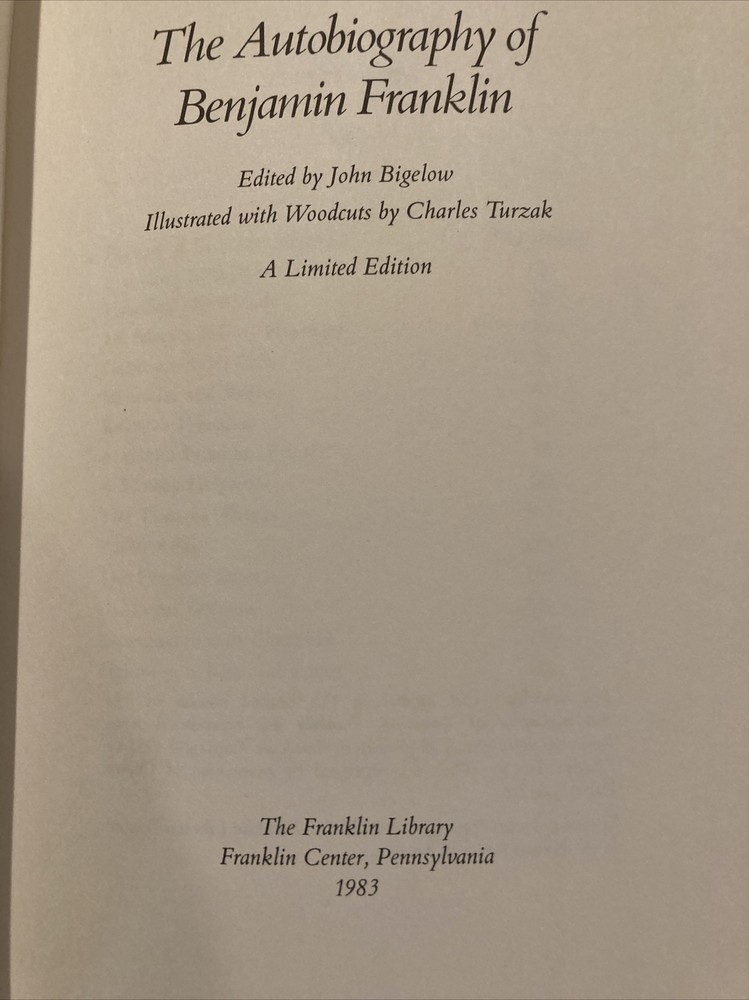 The Autobiography of
Benjamin Franklin
Edited by John Bigelow
Illustrated with Woodcuts by Charles Turzak
A Limited Edition
The Franklin Library
Franklin Center, Pennsylvania
1983